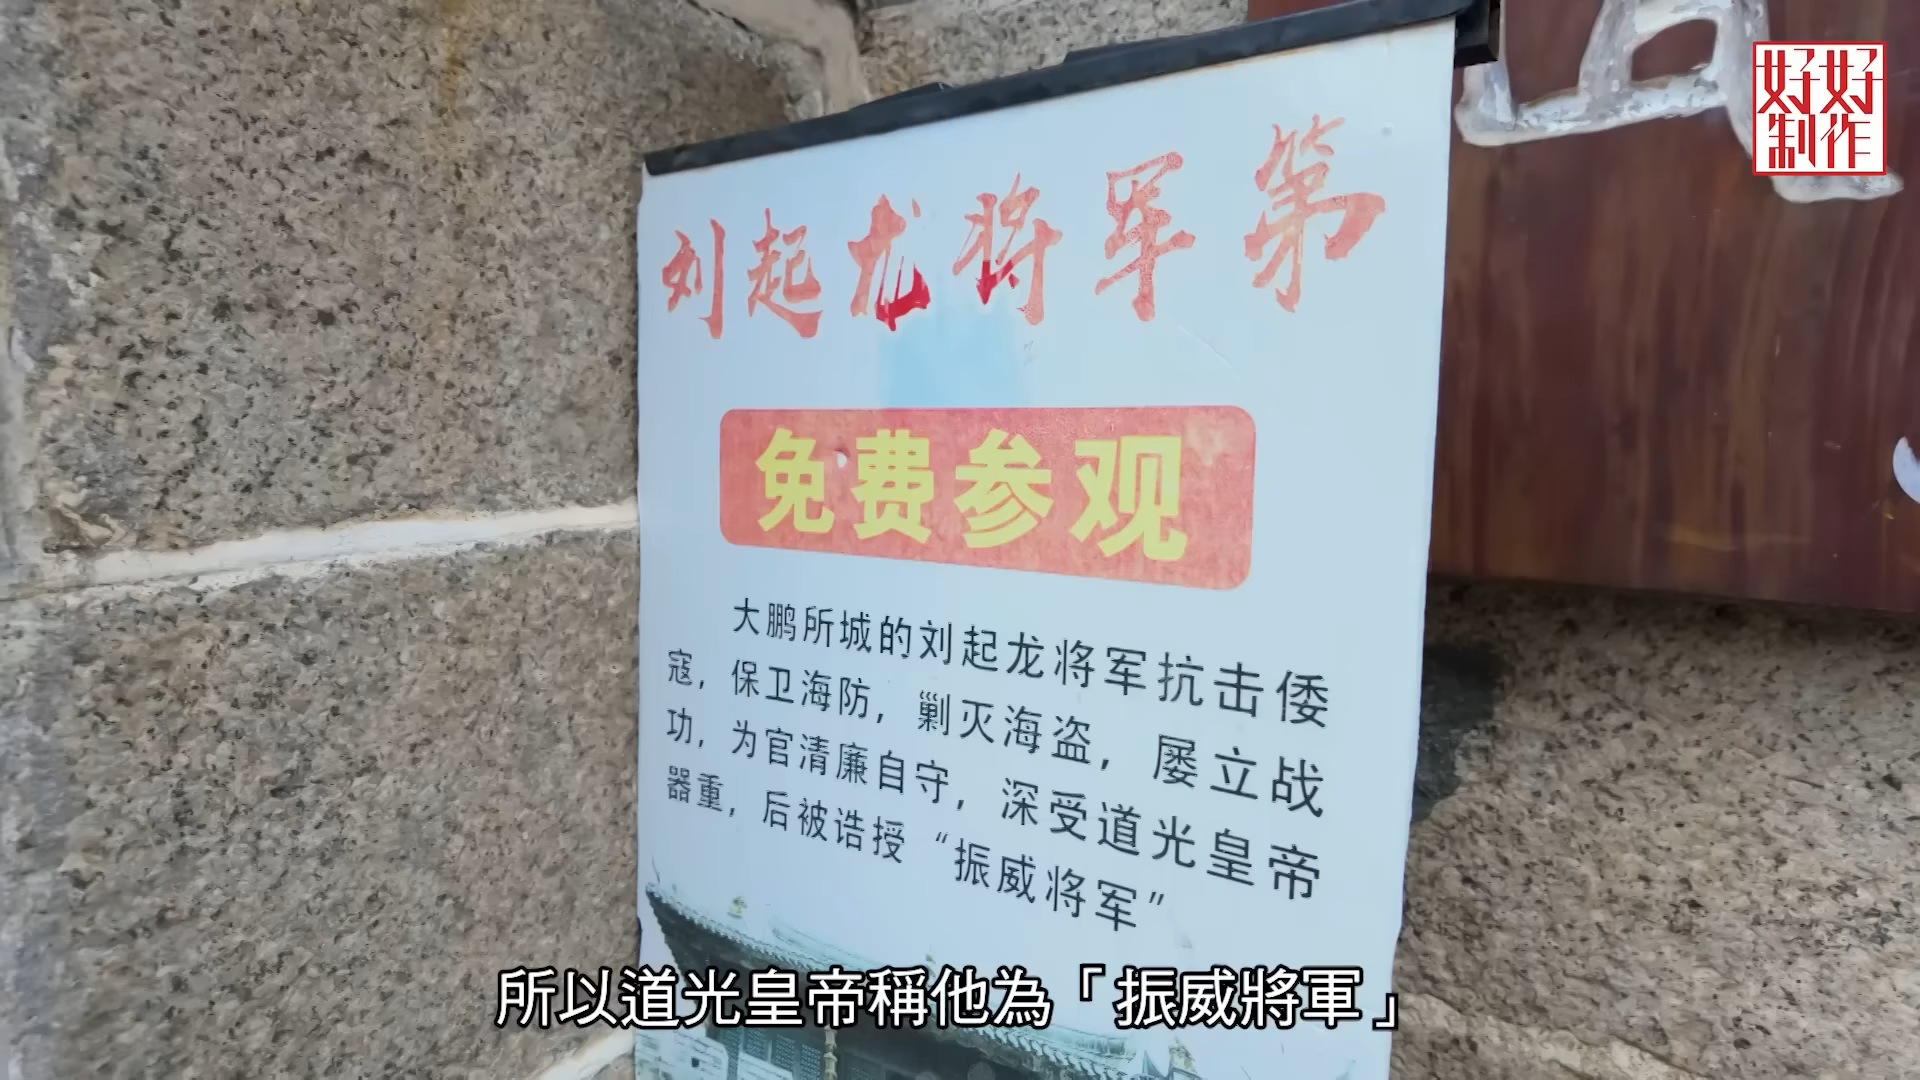 好好
制作
刘起龙将军第
免费参观
大鹏所城的刘起龙将军抗击倭
寇，保卫海防，剿灭海盗，屡立战
功，为官清廉自守，深受道光皇帝
器重，后被诰授“振威将军”
所以道光皇帝稱他為「振威將軍」